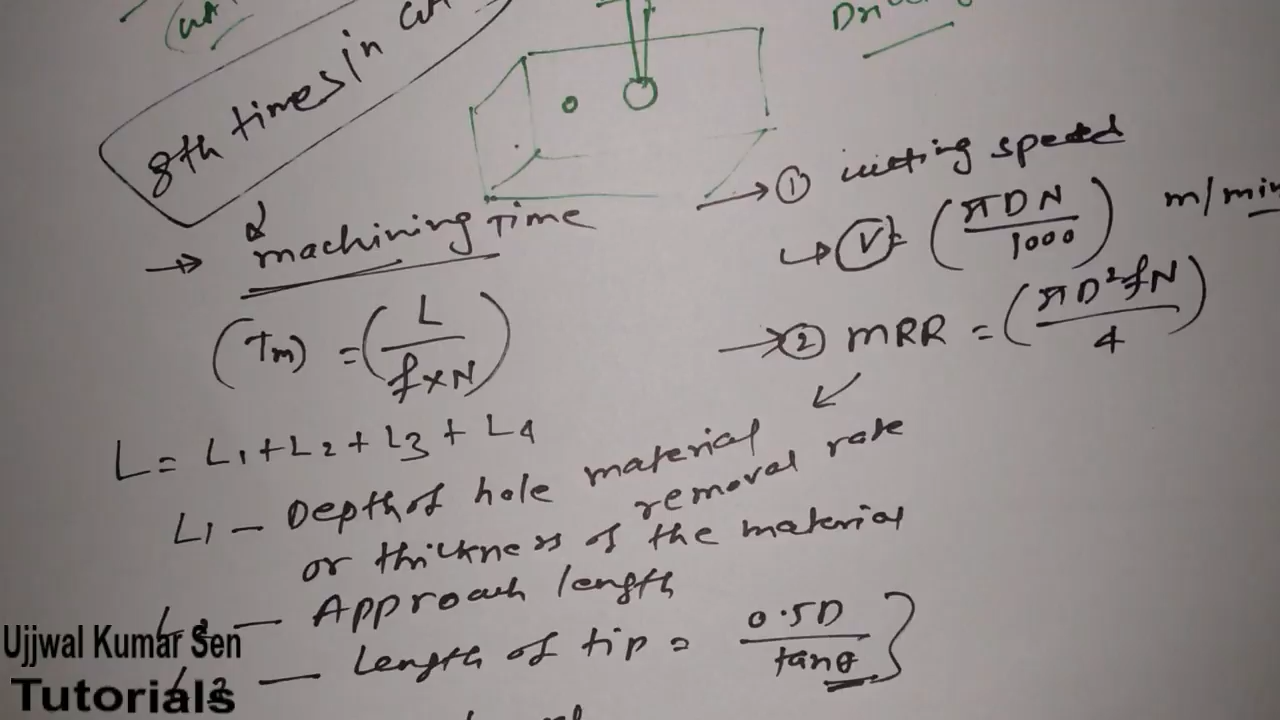 8th times in
→ machining Time
(Tm) = (L / f×N)
L = L1 + L2 + L3 + L4
L1 — Depth of hole
or thickness of the material
— Approach length
— Length of tip = 0.5D / tanθ
→ ① cutting speed
↳ V = (πDN / 1000) m/min
→ ② MRR = (πD²fN / 4)
material removal rate
Ujjwal Kumar Sen
Tutorials